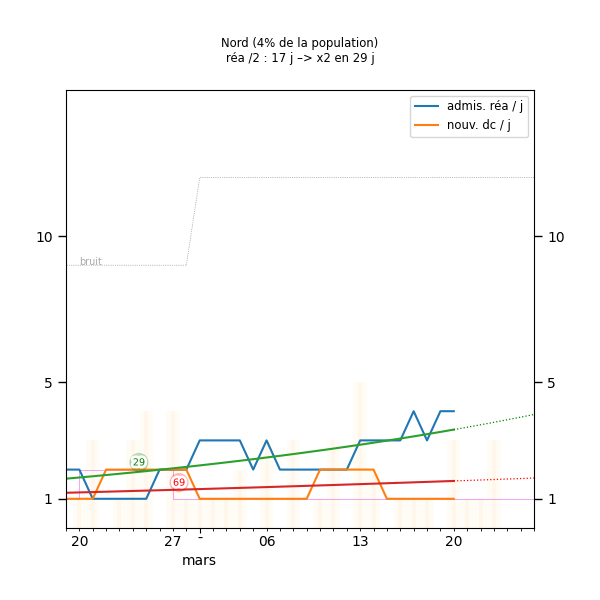 Nord (4% de la population)
réa /2 : 17 j –> x2 en 29 j
admis. réa / j
nouv. dc / j
10
10
bruit
5
5
29
69
1
1
20
27
-
06
13
20
mars